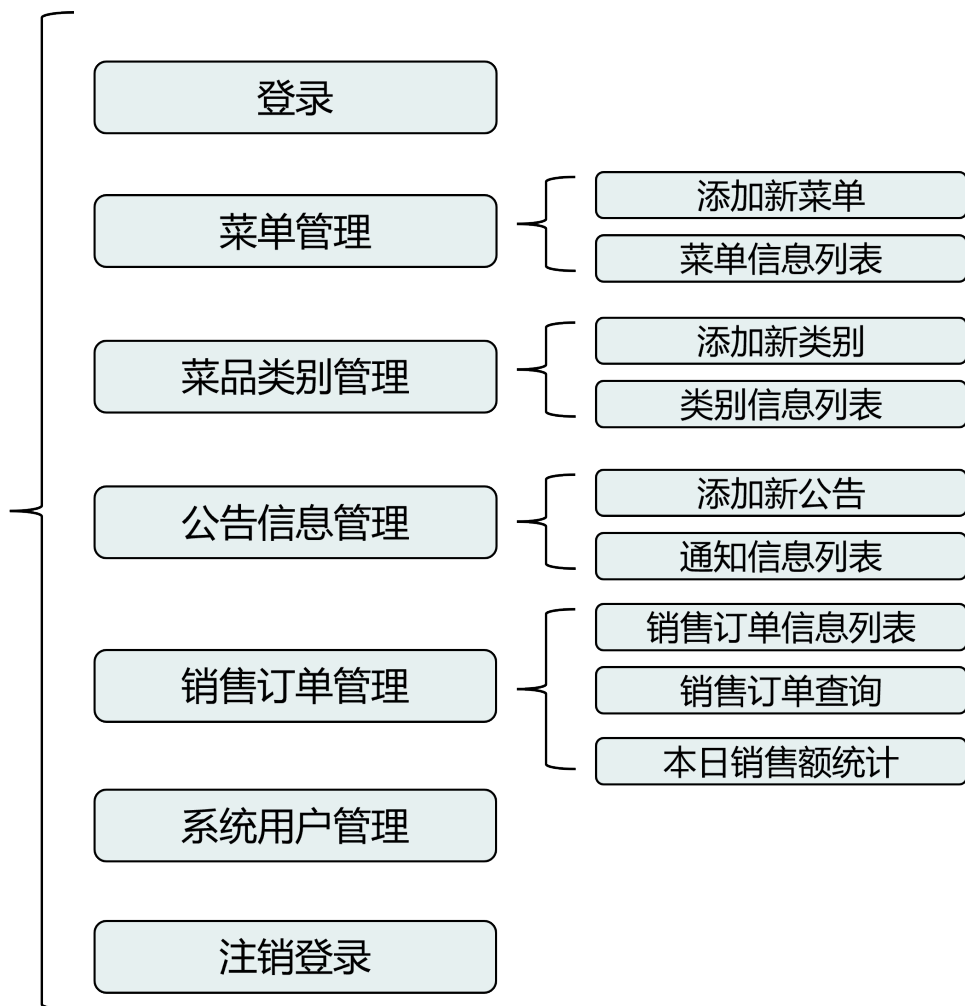 登录
菜单管理
添加新菜单
菜单信息列表
菜品类别管理
添加新类别
类别信息列表
公告信息管理
添加新公告
通知信息列表
销售订单管理
销售订单信息列表
销售订单查询
本日销售额统计
系统用户管理
注销登录